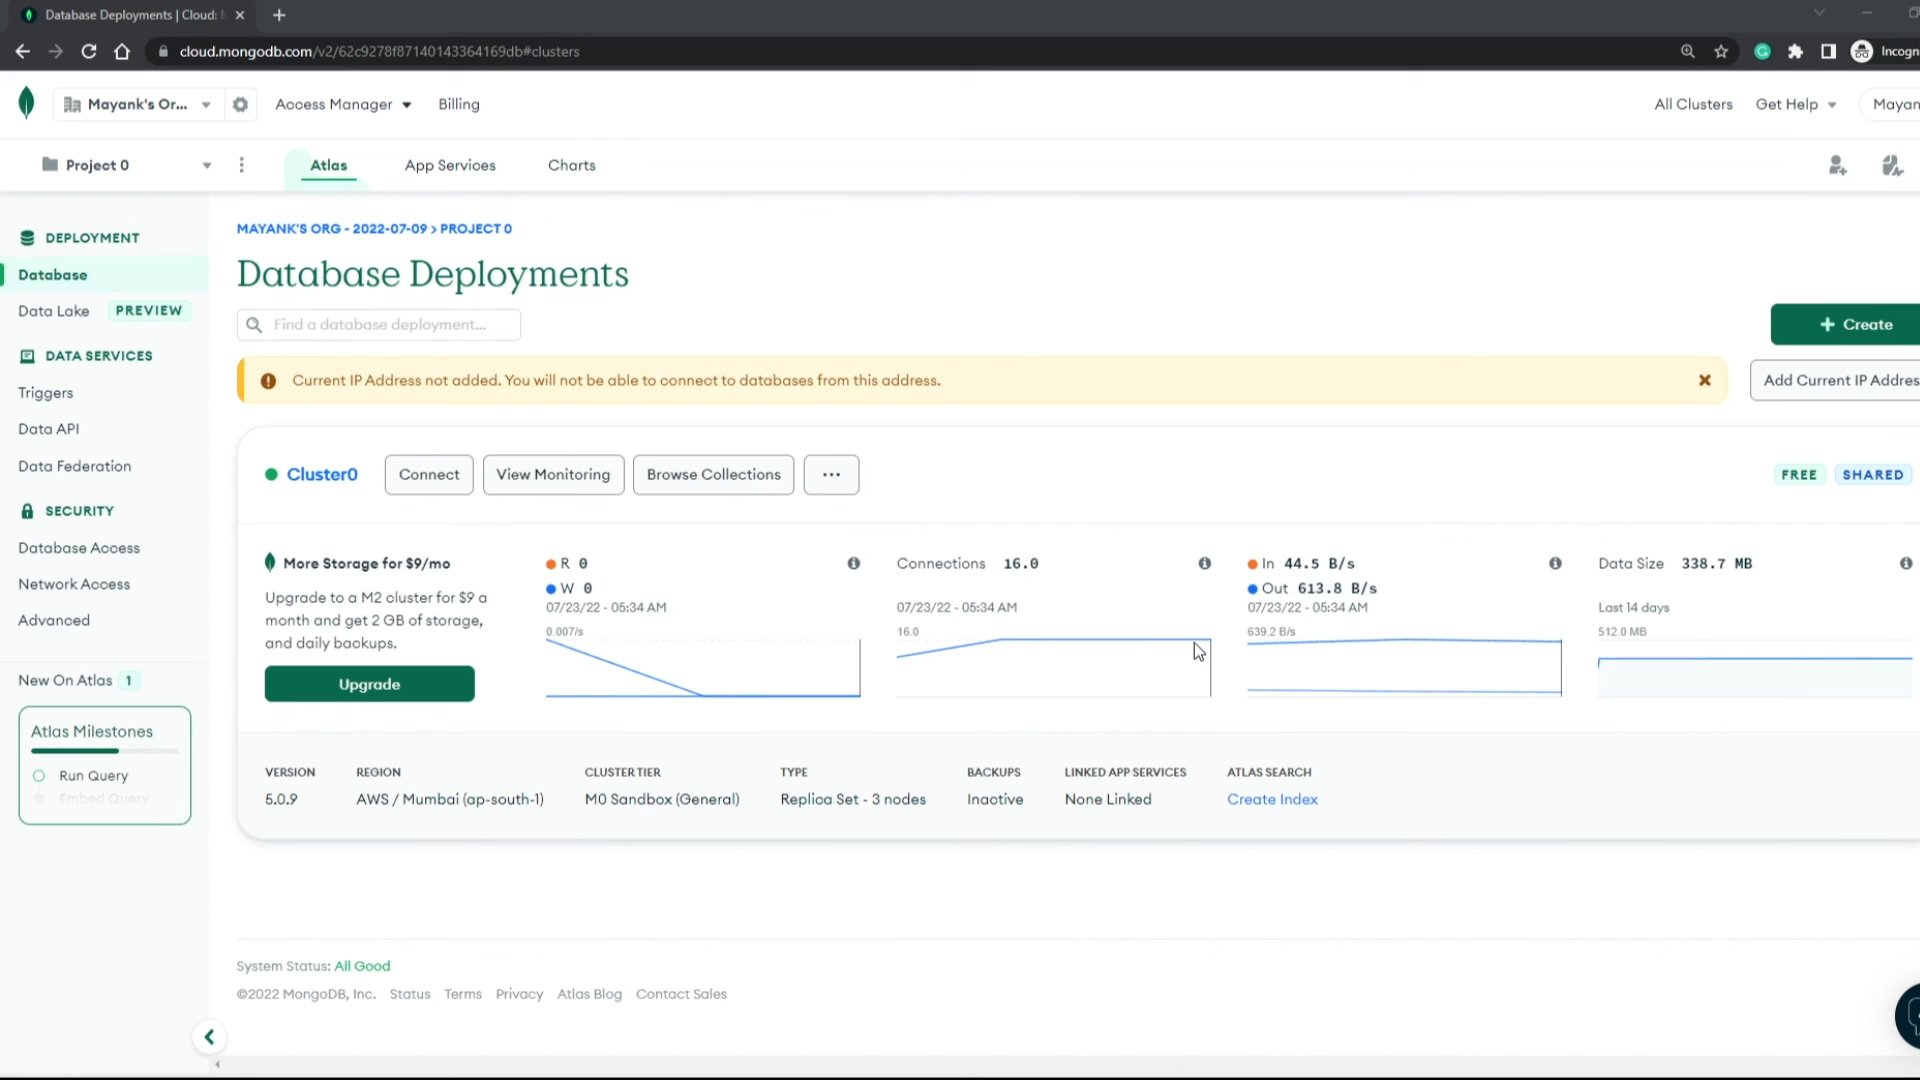 Database Deployments | Cloud:
cloud.mongodb.com/v2/62c9278f87140143364169db#clusters
Incogn
Mayank's Or...
Access Manager
Billing
All Clusters
Get Help
Mayan
Project 0
Atlas
App Services
Charts
DEPLOYMENT
Database
Data Lake PREVIEW
DATA SERVICES
Triggers
Data API
Data Federation
SECURITY
Database Access
Network Access
Advanced
New On Atlas 1
Atlas Milestones
Run Query
Embed Query
MAYANK'S ORG - 2022-07-09 > PROJECT 0
Database Deployments
Find a database deployment...
+ Create
Current IP Address not added. You will not be able to connect to databases from this address.
Add Current IP Addres
Cluster0
Connect
View Monitoring
Browse Collections
...
FREE
SHARED
More Storage for $9/mo
Upgrade to a M2 cluster for $9 a
month and get 2 GB of storage,
and daily backups.
Upgrade
R 0
W 0
07/23/22 - 05:34 AM
0.007/s
Connections 16.0
07/23/22 - 05:34 AM
16.0
In 44.5 B/s
Out 613.8 B/s
07/23/22 - 05:34 AM
639.2 B/s
Data Size 338.7 MB
Last 14 days
512.0 MB
VERSION
5.0.9
REGION
AWS / Mumbai (ap-south-1)
CLUSTER TIER
M0 Sandbox (General)
TYPE
Replica Set - 3 nodes
BACKUPS
Inactive
LINKED APP SERVICES
None Linked
ATLAS SEARCH
Create Index
System Status: All Good
©2022 MongoDB, Inc. Status Terms Privacy Atlas Blog Contact Sales